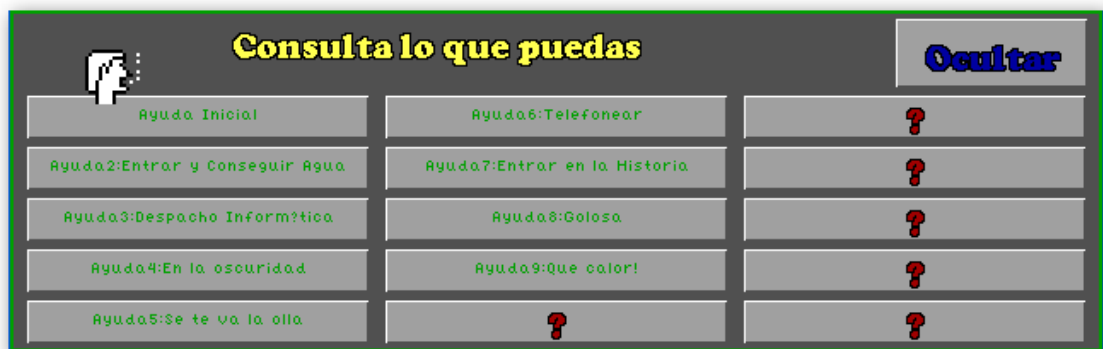 Consulta lo que puedas
Ocultar
Ayuda Inicial
Ayuda6:Telefonear
?
Ayuda2:Entrar y Conseguir Agua
Ayuda7:Entrar en la Historia
?
Ayuda3:Despacho Inform?tica
Ayuda8:Golosa
?
Ayuda4:En la oscuridad
Ayuda9:Que calor!
?
Ayuda5:Se te va la olla
?
?